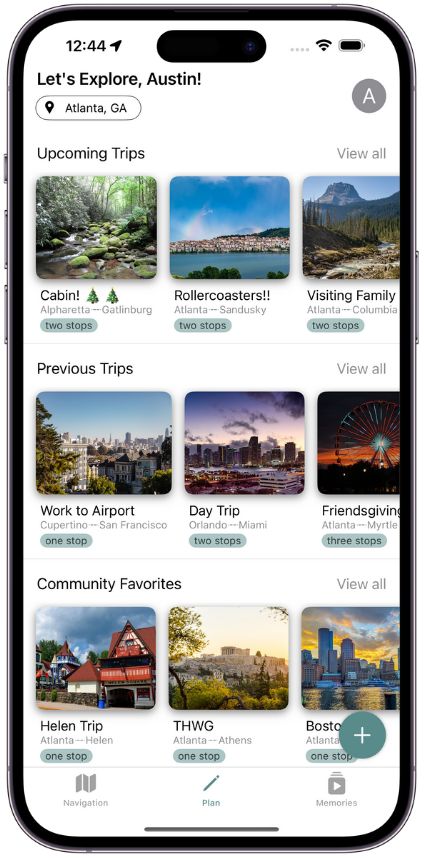 12:44
Let's Explore, Austin!
Atlanta, GA
A
Upcoming Trips View all
Cabin! 🌲 🌲 Rollercoasters!! Visiting Family
Alpharetta--Gatlinburg Atlanta--Sandusky Atlanta--Columbia
two stops two stops two stops
Previous Trips View all
Work to Airport Day Trip Friendsgiving
Cupertino--San Francisco Orlando--Miami Atlanta--Myrtle
one stop two stops three stops
Community Favorites View all
Helen Trip THWG Bosto
Atlanta--Helen Atlanta--Athens Atlanta
one stop one stop one stop
+
Navigation Plan Memories